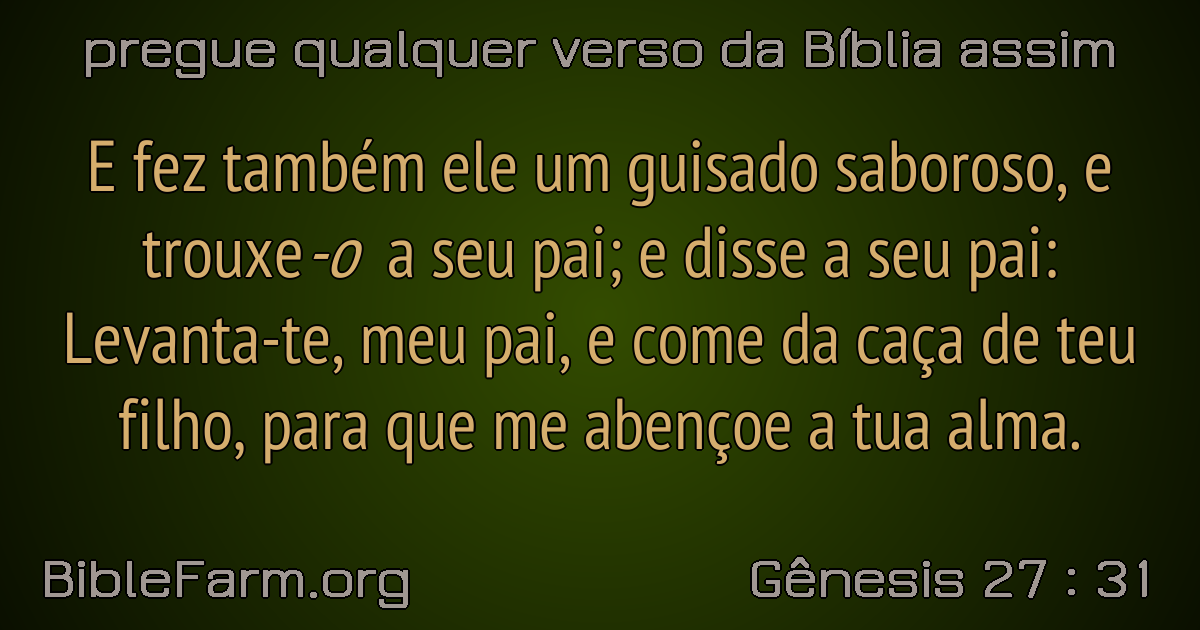 pregue qualquer verso da Bíblia assim
E fez também ele um guisado saboroso, e
trouxe-o a seu pai; e disse a seu pai:
Levanta-te, meu pai, e come da caça de teu
filho, para que me abençoe a tua alma.
BibleFarm.org
Gênesis 27 : 31